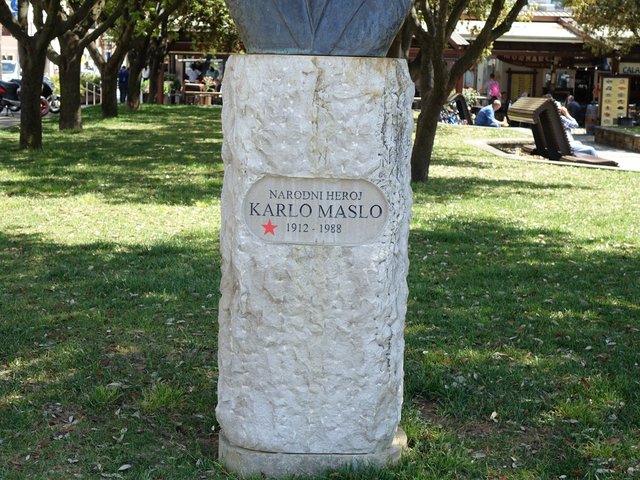 NARODNI HEROJ
KARLO MASLO
1912 - 1988